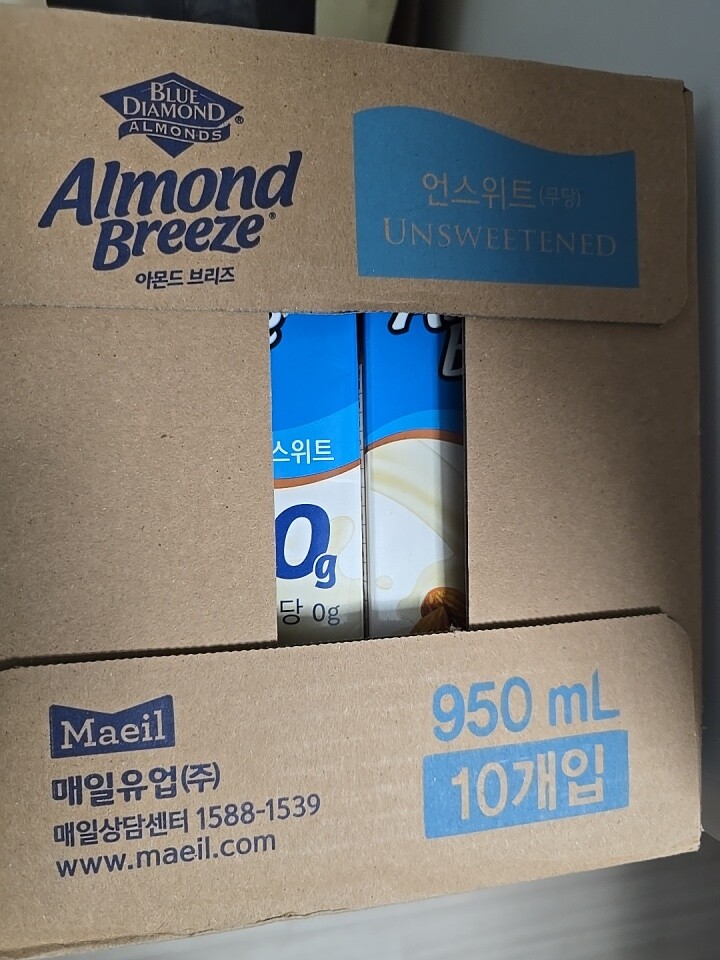 BLUE
DIAMOND
ALMONDS®
Almond
Breeze®
아몬드 브리즈
언스위트(무당)
UNSWEETENED
스위트
0g
당 0g
Maeil
매일유업(주)
매일상담센터 1588-1539
www.maeil.com
950 mL
10개입